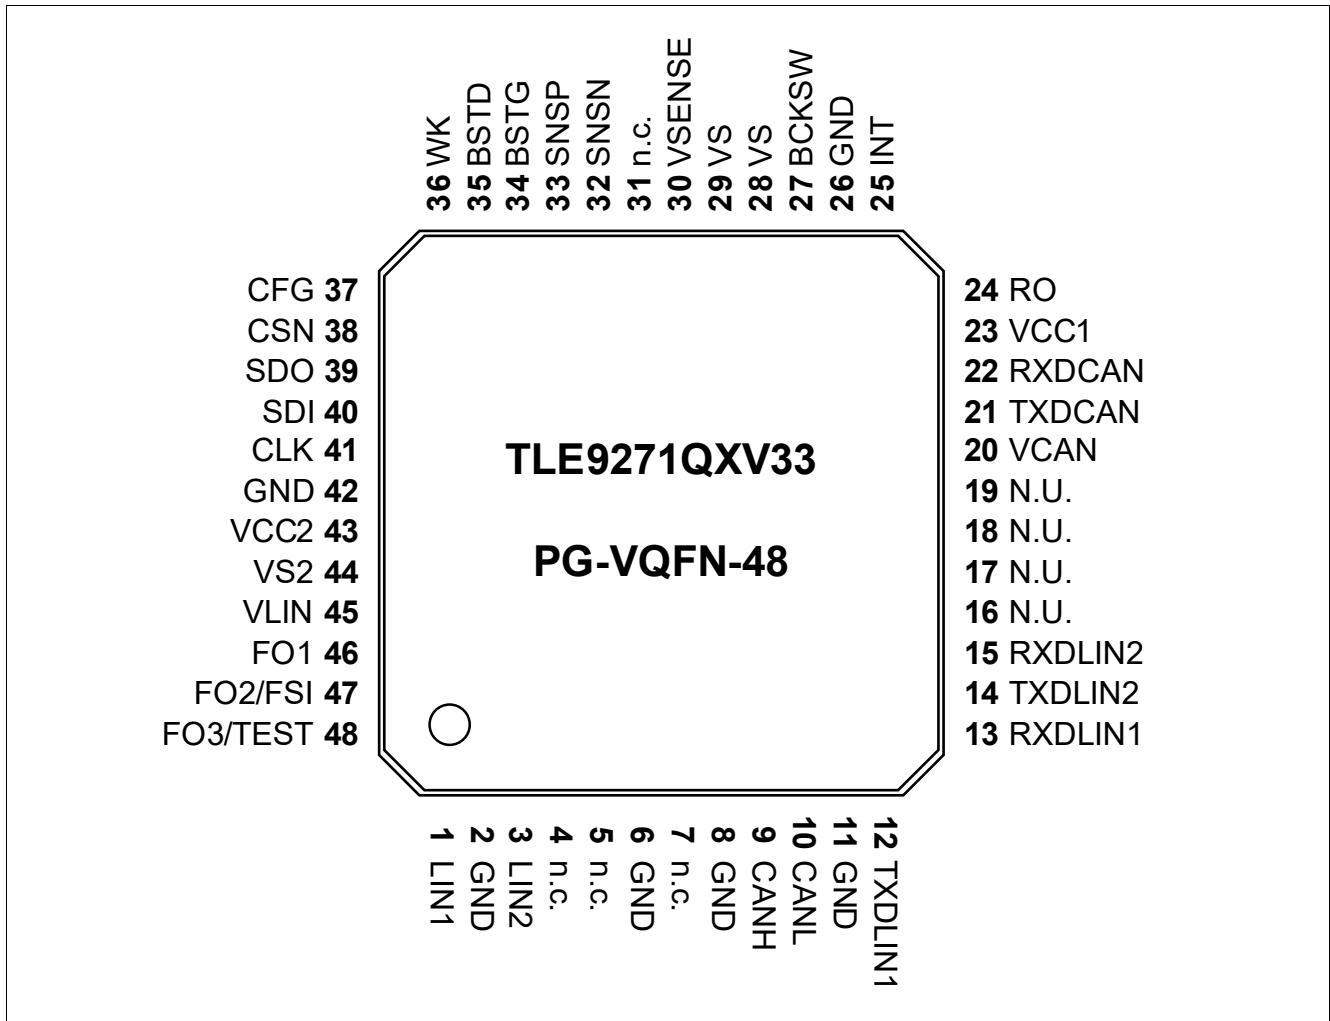 36 WK
35 BSTD
34 BSTG
33 SNSP
32 SNSN
31 n.c.
30 VSENSE
29 VS
28 VS
27 BCKSW
26 GND
25 INT
CFG 37
CSN 38
SDO 39
SDI 40
CLK 41
GND 42
VCC2 43
VS2 44
VLIN 45
FO1 46
FO2/FSI 47
FO3/TEST 48
TLE9271QXV33
PG-VQFN-48
24 RO
23 VCC1
22 RXDCAN
21 TXDCAN
20 VCAN
19 N.U.
18 N.U.
17 N.U.
16 N.U.
15 RXDLIN2
14 TXDLIN2
13 RXDLIN1
1 LIN1
2 GND
3 LIN2
4 n.c.
5 n.c.
6 GND
7 n.c.
8 GND
9 CANH
10 CANL
11 GND
12 TXDLIN1